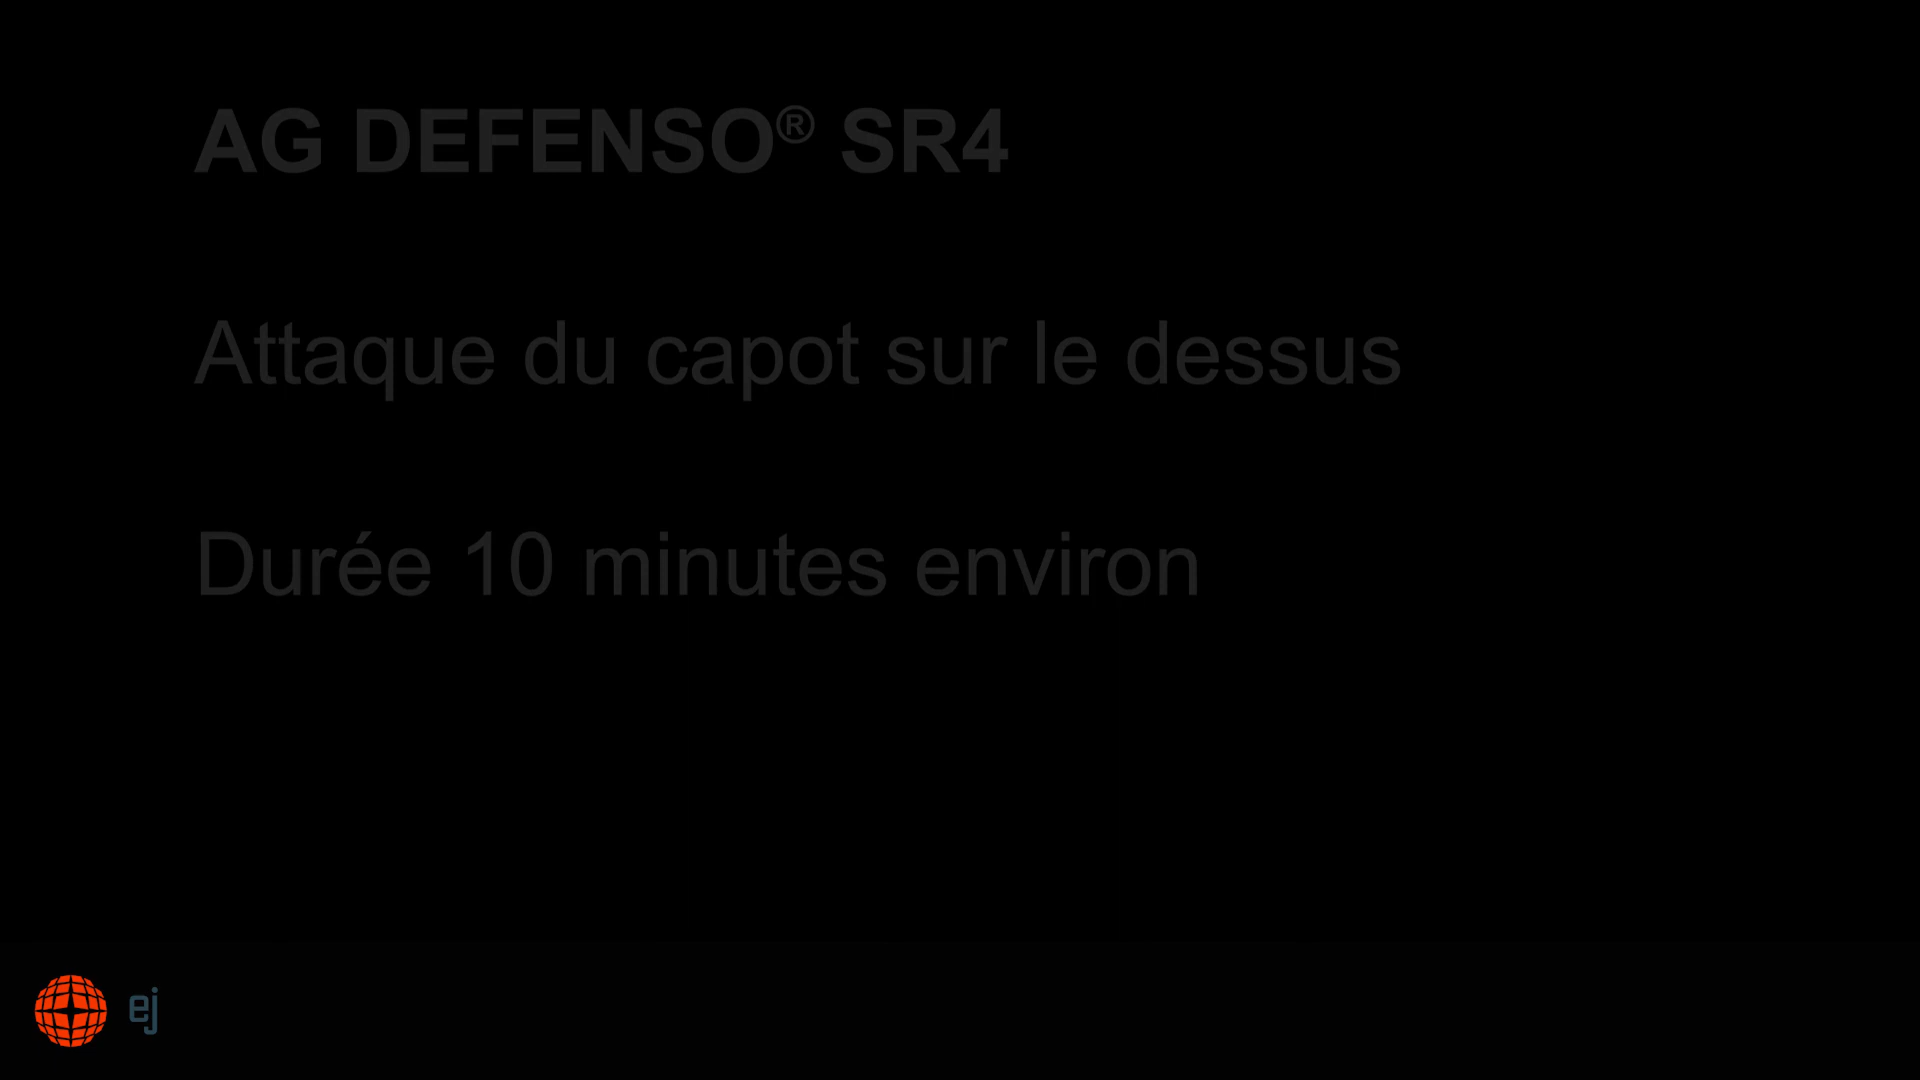 AG DEFENSO® SR4
Attaque du capot sur le dessus
Durée 10 minutes environ
ej